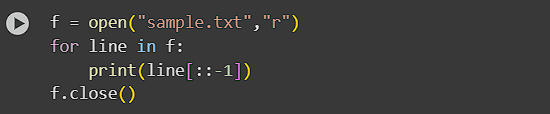 f = open("sample.txt","r")
for line in f:
    print(line[::-1])
f.close()